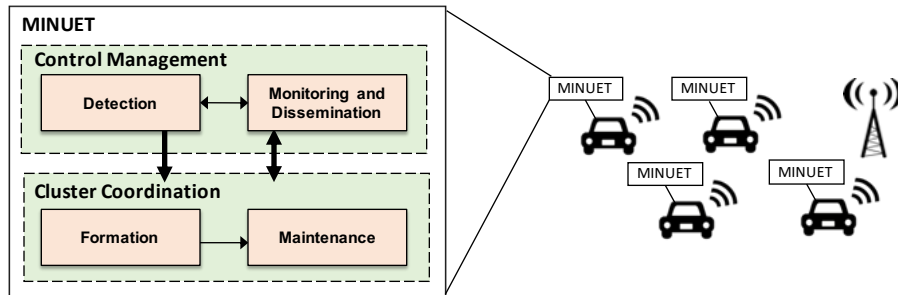 MINUET
Control Management
Detection
Monitoring and
Dissemination
Cluster Coordination
Formation
Maintenance
MINUET
MINUET
MINUET
MINUET